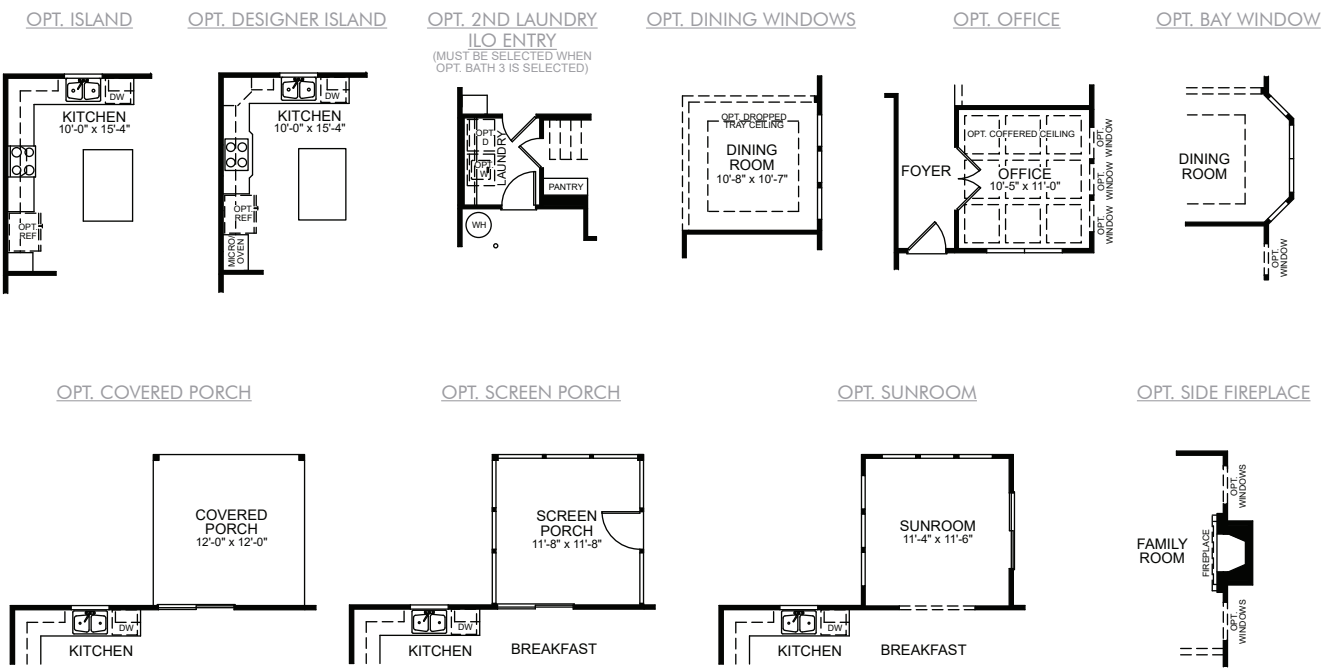 OPT. ISLAND
KITCHEN
10'-0" x 15'-4"
DW
OPT.
REF
OPT. DESIGNER ISLAND
KITCHEN
10'-0" x 15'-4"
DW
OPT.
REF
MICRO/
OVEN
OPT. 2ND LAUNDRY
ILO ENTRY
(MUST BE SELECTED WHEN
OPT. BATH 3 IS SELECTED)
OPT.
D
OPT.
W
LAUNDRY
PANTRY
WH
OPT. DINING WINDOWS
OPT. DROPPED
TRAY CEILING
DINING
ROOM
10'-8" x 10'-7"
OPT. OFFICE
OPT. COFFERED CEILING
FOYER
OFFICE
10'-5" x 11'-0"
OPT.
WINDOW
OPT.
WINDOW
OPT.
WINDOW
OPT. BAY WINDOW
DINING
ROOM
OPT.
WINDOW
OPT. COVERED PORCH
COVERED
PORCH
12'-0" x 12'-0"
DW
KITCHEN
OPT. SCREEN PORCH
SCREEN
PORCH
11'-8" x 11'-8"
DW
KITCHEN
BREAKFAST
OPT. SUNROOM
SUNROOM
11'-4" x 11'-6"
DW
KITCHEN
BREAKFAST
OPT. SIDE FIREPLACE
OPT.
WINDOWS
FAMILY
ROOM
FIREPLACE
OPT.
WINDOWS